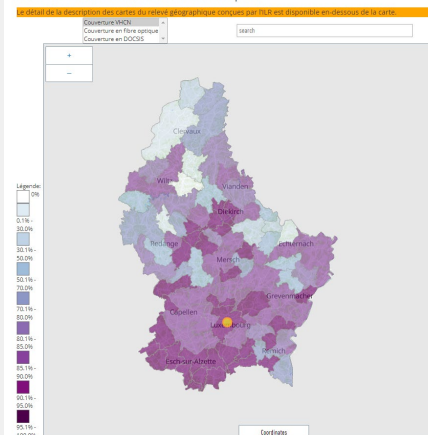 Le détail de la description des cartes du relevé géographique conçues par l'ILR est disponible en-dessous de la carte.
Couverture VHCN
Couverture en fibre optique
Couverture en DOCSIS
search
+
–
Clervaux
Wiltz
Vianden
Diekirch
Redange
Echternach
Mersch
Grevenmacher
Capellen
Luxembourg
Remich
Esch-sur-Alzette
Légende:
0%
0.1% -
30.0%
30.1% -
50.0%
50.1% -
70.0%
70.1% -
80.0%
80.1% -
85.0%
85.1% -
90.0%
90.1% -
95.0%
95.1% -
Coordinates